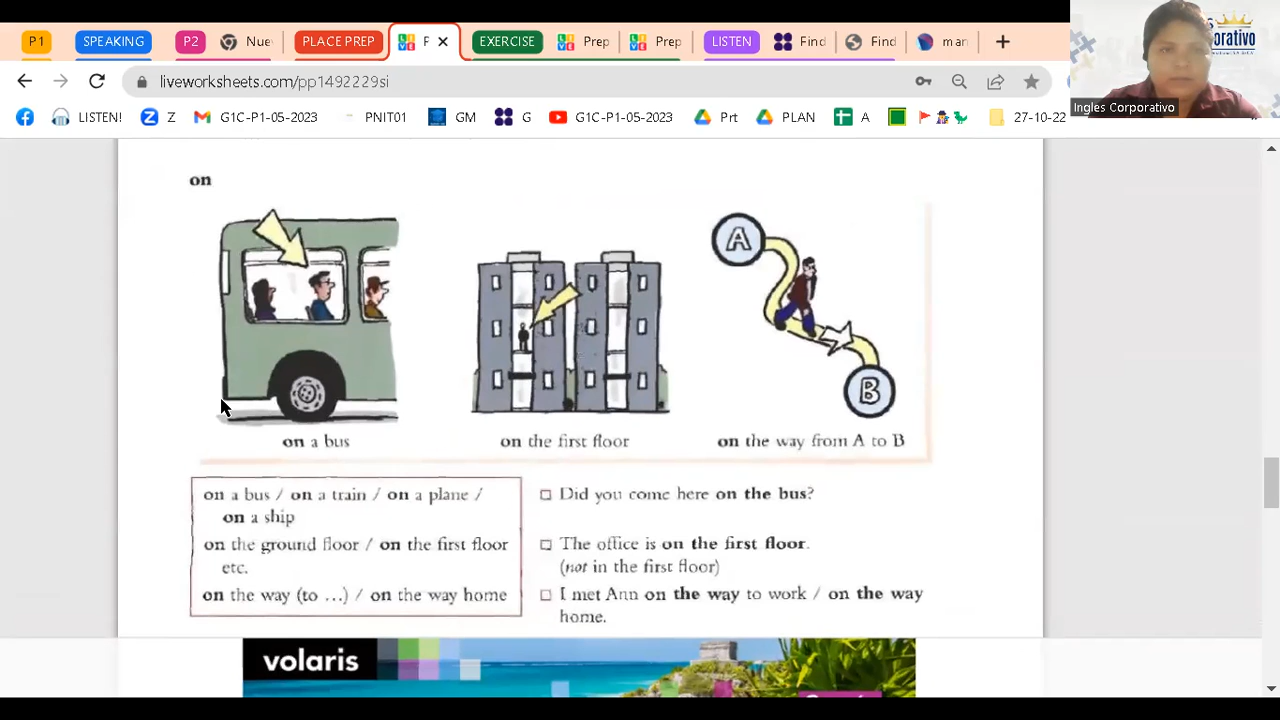 P1 SPEAKING P2 Nue PLACE PREP F EXERCISE Prep Prep LISTEN Find Find mar
liveworksheets.com/pp1492229si
LISTEN! Z G1C-P1-05-2023 PNIT01 GM G G1C-P1-05-2023 Prt PLAN A 27-10-22
orativo
Ingles Corporativo
on
A
B
on a bus
on the first floor
on the way from A to B
on a bus / on a train / on a plane /
on a ship
on the ground floor / on the first floor
etc.
on the way (to ...) / on the way home
Did you come here on the bus?
The office is on the first floor.
(not in the first floor)
I met Ann on the way to work / on the way
home.
volaris